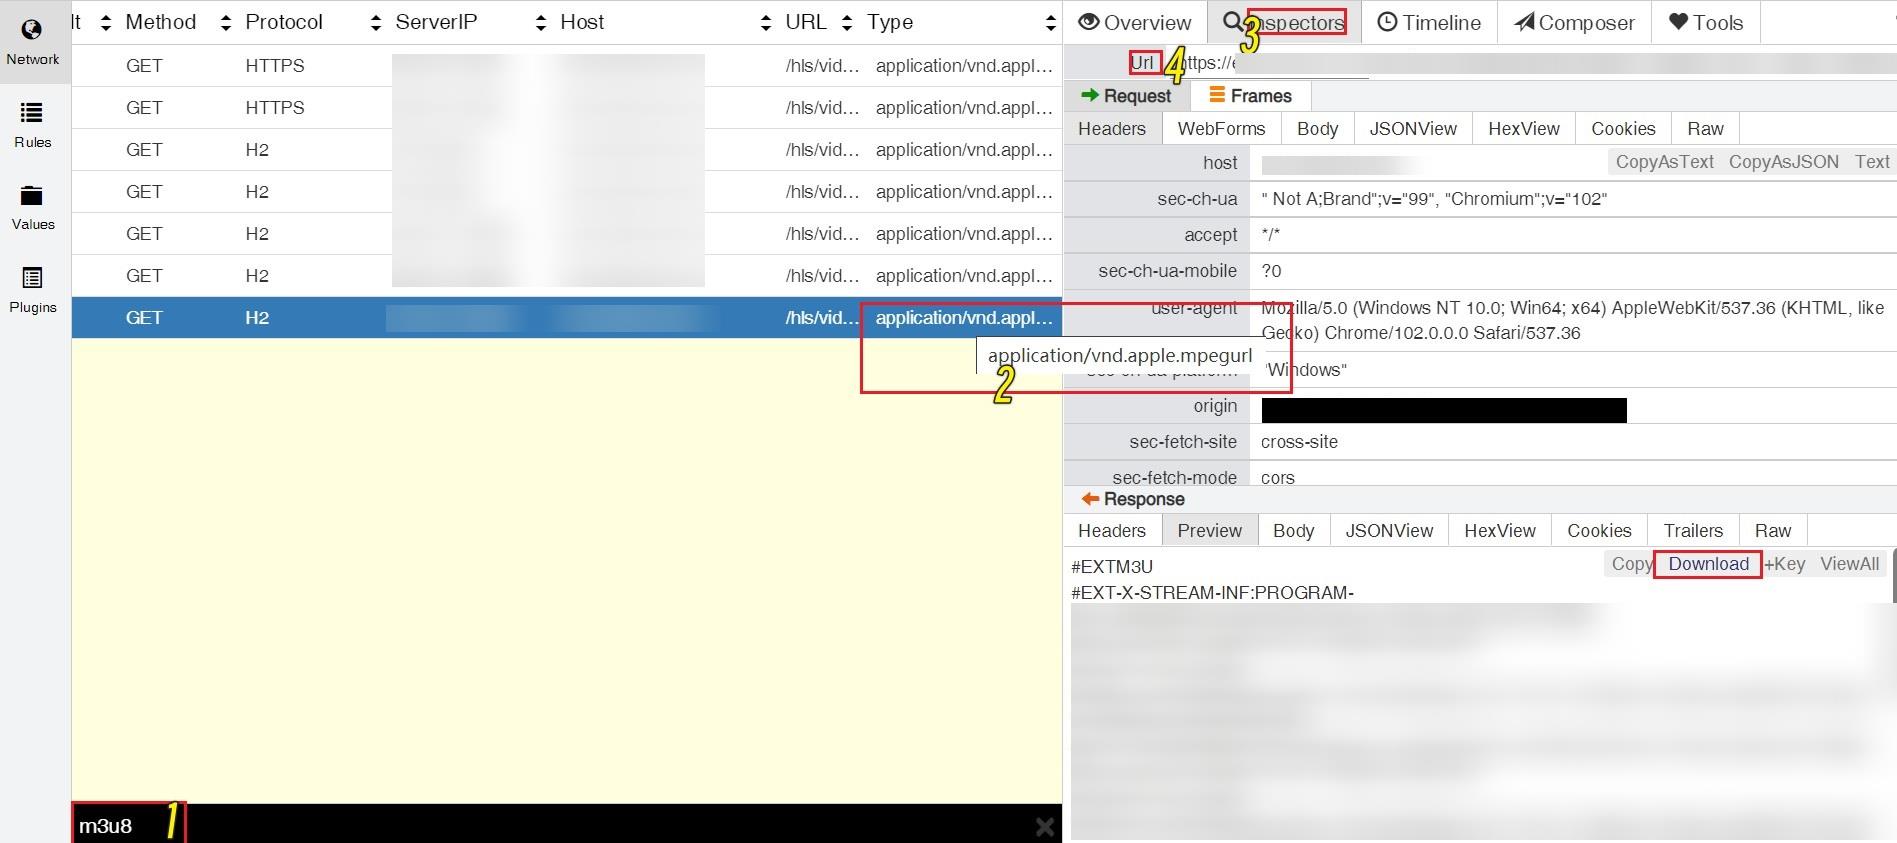 Network
Rules
Values
Plugins
lt Method Protocol ServerIP Host URL Type
GET HTTPS /hls/vid... application/vnd.appl...
GET HTTPS /hls/vid... application/vnd.appl...
GET H2 /hls/vid... application/vnd.appl...
GET H2 /hls/vid... application/vnd.appl...
GET H2 /hls/vid... application/vnd.appl...
GET H2 /hls/vid... application/vnd.appl...
GET H2 /hls/vid... application/vnd.appl...
application/vnd.apple.mpegurl
2
m3u8 1
Overview Inspectors Timeline Composer Tools
3
Url 4 https://e
Request Frames
Headers WebForms Body JSONView HexView Cookies Raw
host CopyAsText CopyAsJSON Text
sec-ch-ua " Not A;Brand";v="99", "Chromium";v="102"
accept */*
sec-ch-ua-mobile ?0
user-agent Mozilla/5.0 (Windows NT 10.0; Win64; x64) AppleWebKit/537.36 (KHTML, like
Gecko) Chrome/102.0.0.0 Safari/537.36
sec-ch-ua-platform "Windows"
origin
sec-fetch-site cross-site
sec-fetch-mode cors
Response
Headers Preview Body JSONView HexView Cookies Trailers Raw
Copy Download +Key ViewAll
#EXTM3U
#EXT-X-STREAM-INF:PROGRAM-